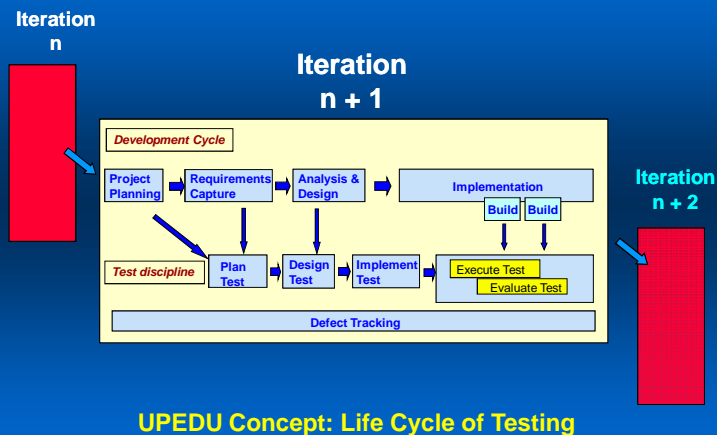 Iteration
n
Iteration
n + 1
Development Cycle
Project
Planning
Requirements
Capture
Analysis &
Design
Implementation
Build
Build
Iteration
n + 2
Test discipline
Plan
Test
Design
Test
Implement
Test
Execute Test
Evaluate Test
Defect Tracking
UPEDU Concept: Life Cycle of Testing